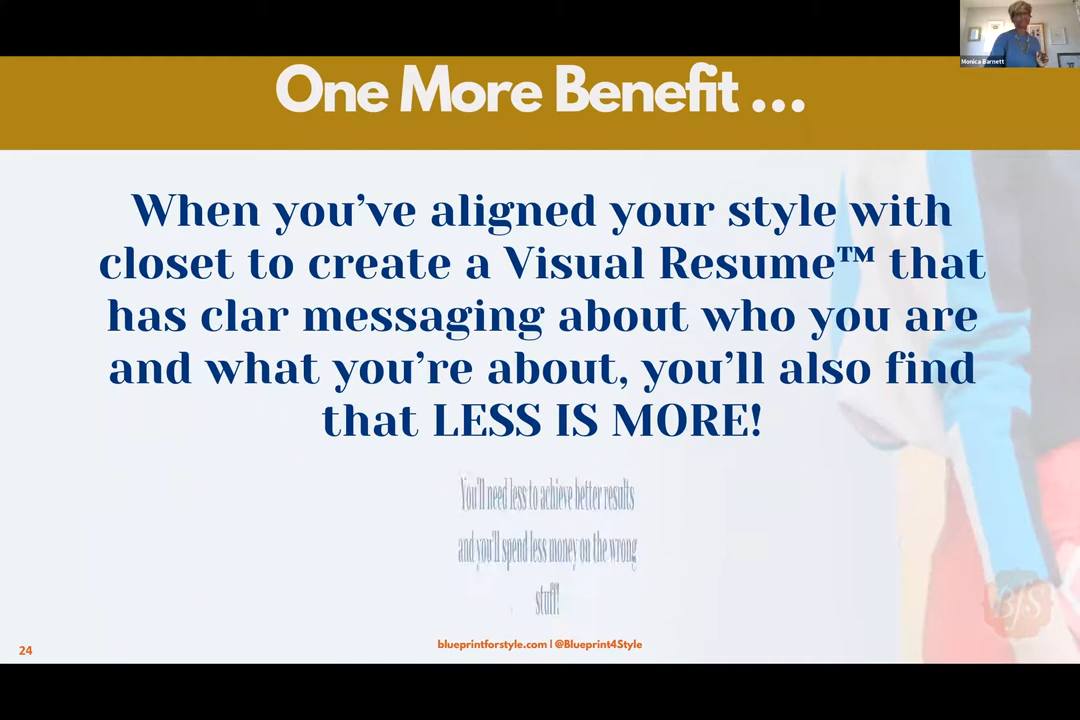 Monica Barnett
One More Benefit ...
When you’ve aligned your style with
closet to create a Visual Resume™ that
has clar messaging about who you are
and what you’re about, you’ll also find
that LESS IS MORE!
You'll need less to achieve better results
and you'll spend less money on the wrong
stuff!
BfS
24
blueprintforstyle.com | @Blueprint4Style